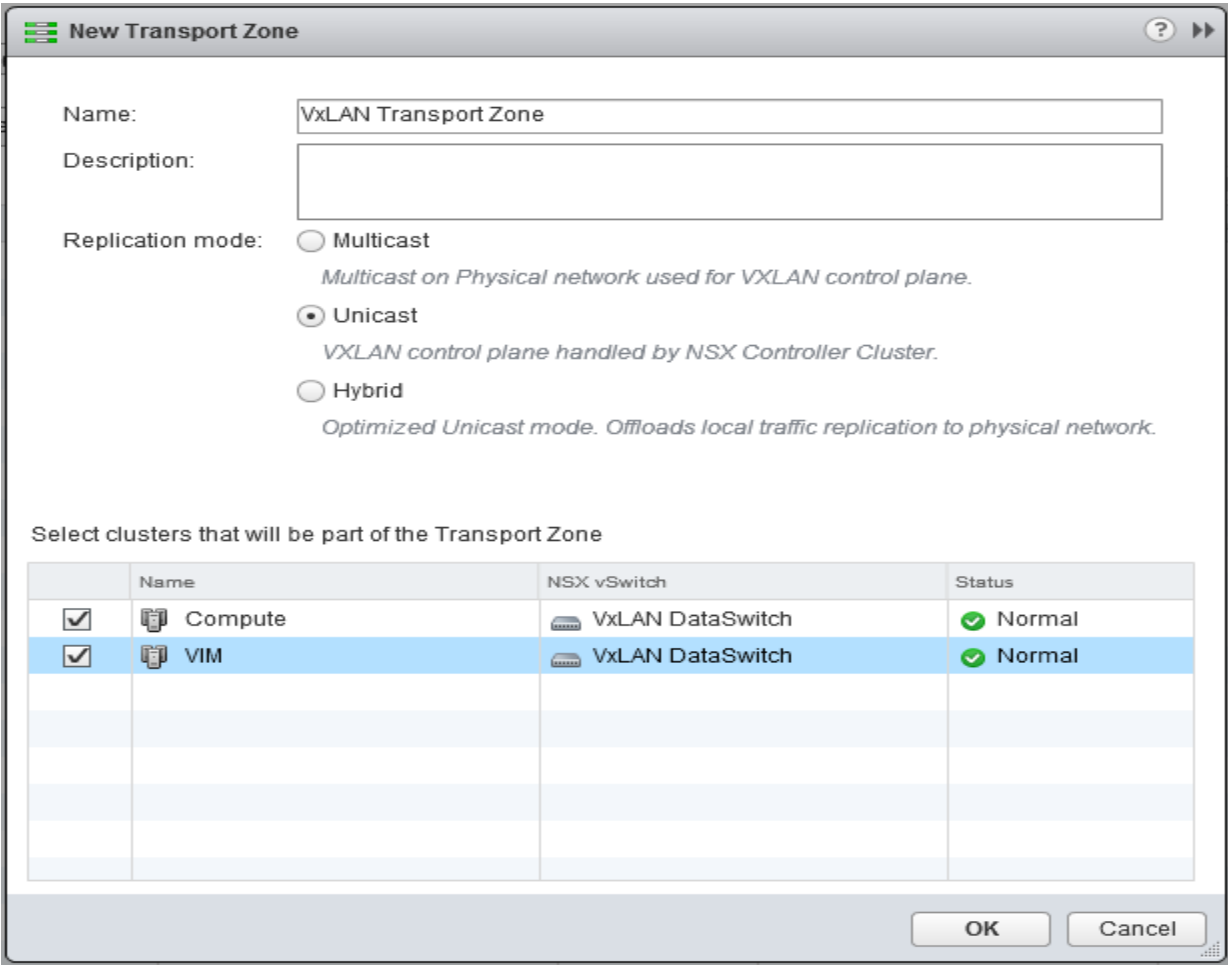 New Transport Zone ?
Name: VxLAN Transport Zone
Description:
Replication mode: Multicast
Multicast on Physical network used for VXLAN control plane.
Unicast
VXLAN control plane handled by NSX Controller Cluster.
Hybrid
Optimized Unicast mode. Offloads local traffic replication to physical network.
Select clusters that will be part of the Transport Zone
Name NSX vSwitch Status
Compute VxLAN DataSwitch Normal
VIM VxLAN DataSwitch Normal
OK Cancel